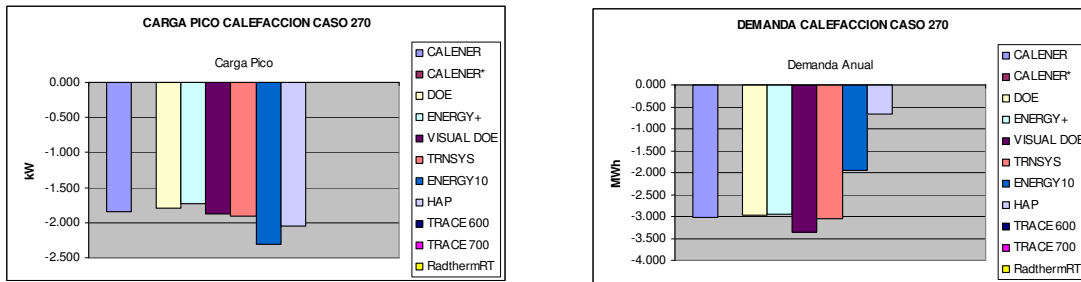 CARGA PICO CALEFACCION CASO 270
Carga Pico
0.000
-0.500
-1.000
-1.500
-2.000
-2.500
kW
CALENER
CALENER*
DOE
ENERGY+
VISUAL DOE
TRNSYS
ENERGY10
HAP
TRACE 600
TRACE 700
RadthermRT
DEMANDA CALEFACCION CASO 270
Demanda Anual
0.000
-0.500
-1.000
-1.500
-2.000
-2.500
-3.000
-3.500
-4.000
MWh
CALENER
CALENER*
DOE
ENERGY+
VISUAL DOE
TRNSYS
ENERGY10
HAP
TRACE 600
TRACE 700
RadthermRT